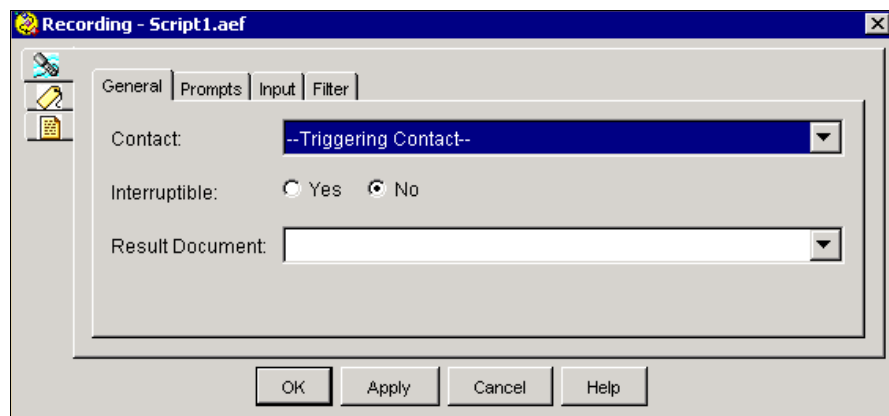 Recording - Script1.aef
General Prompts Input Filter
Contact: --Triggering Contact--
Interruptible: Yes No
Result Document:
OK Apply Cancel Help